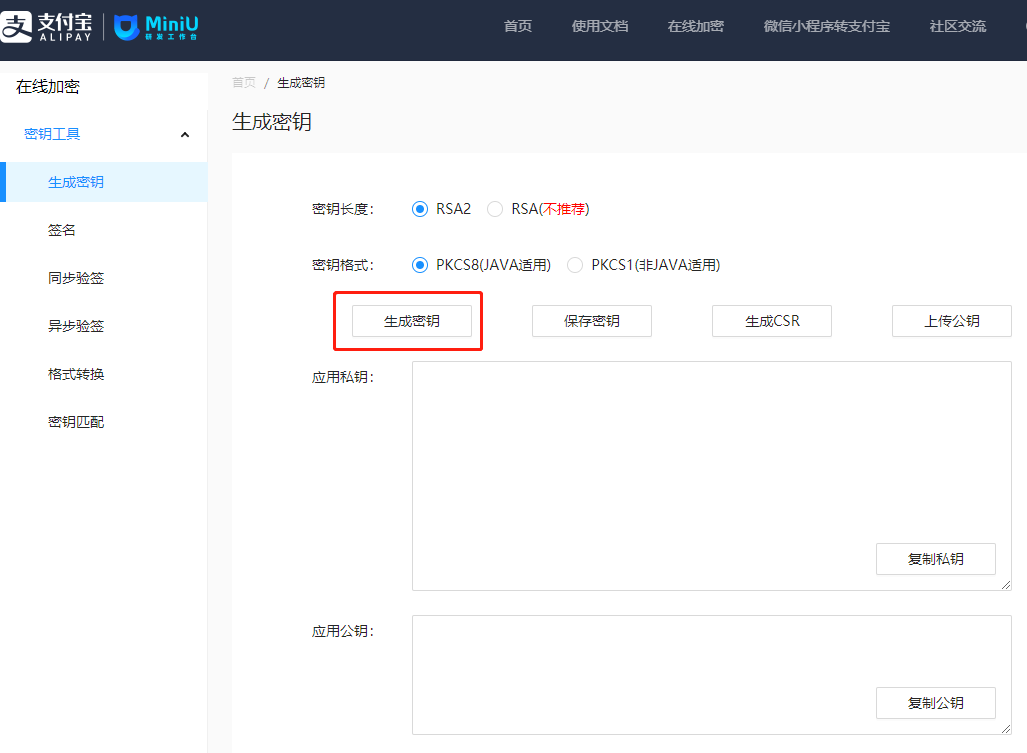 支付宝 ALIPAY MiniU 研发工作台 首页 使用文档 在线加密 微信小程序转支付宝 社区交流
在线加密
首页 / 生成密钥
密钥工具
生成密钥
生成密钥
签名
同步验签
异步验签
格式转换
密钥匹配
密钥长度: RSA2 RSA(不推荐)
密钥格式: PKCS8(JAVA适用) PKCS1(非JAVA适用)
生成密钥 保存密钥 生成CSR 上传公钥
应用私钥:
复制私钥
应用公钥:
复制公钥